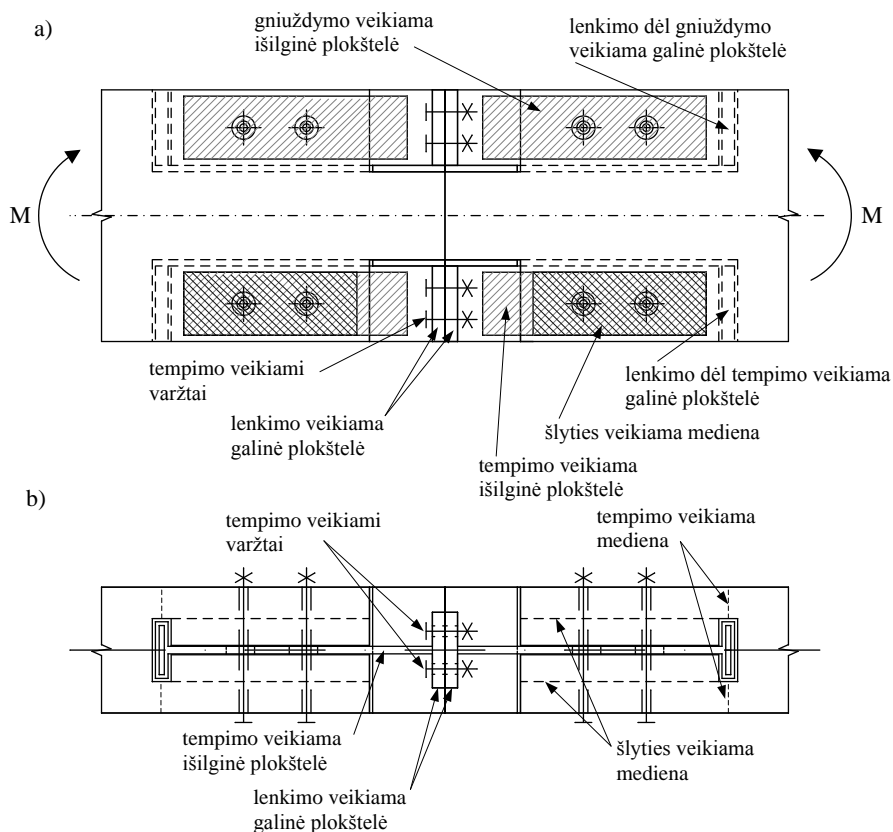 a)
gniuždymo veikiama
išilginė plokštelė
lenkimo dėl gniuždymo
veikiama galinė plokštelė
M
M
tempimo veikiami
varžtai
lenkimo veikiama
galinė plokštelė
lenkimo dėl tempimo veikiama
galinė plokštelė
šlyties veikiama mediena
tempimo veikiama
išilginė plokštelė
b)
tempimo veikiami
varžtai
tempimo veikiama
mediena
tempimo veikiama
išilginė plokštelė
lenkimo veikiama
galinė plokštelė
šlyties veikiama
mediena